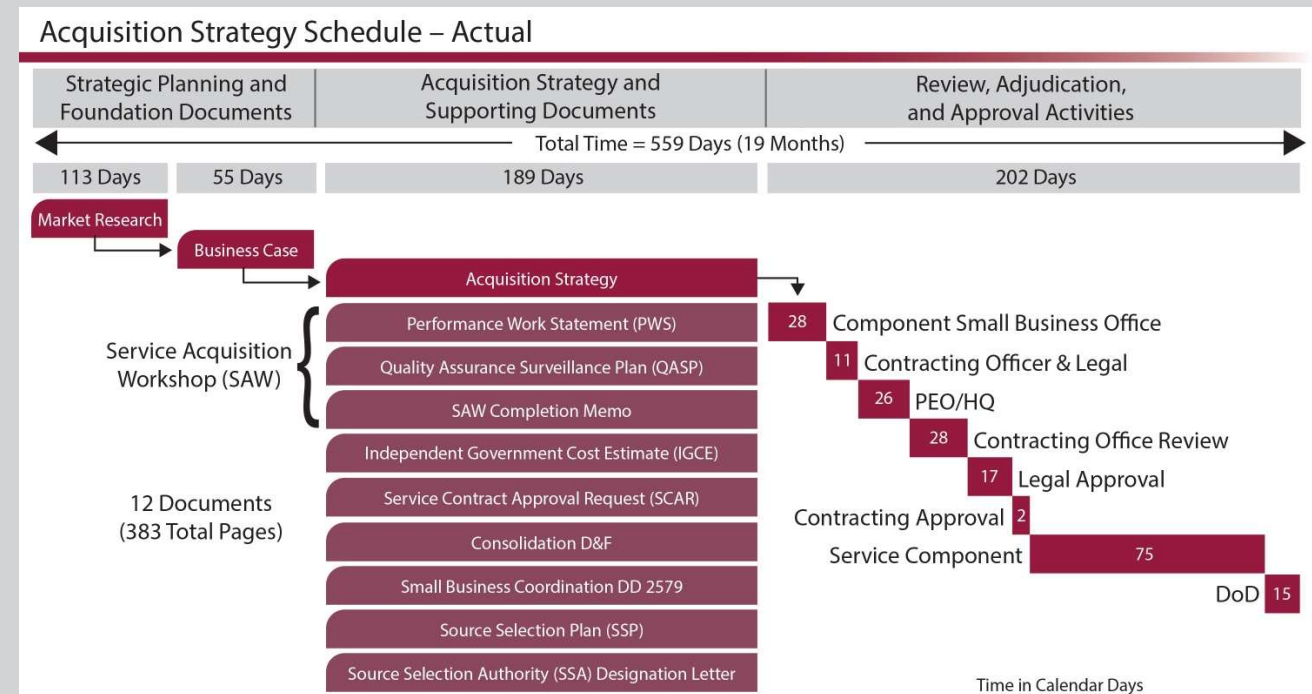 Acquisition Strategy Schedule – Actual
Strategic Planning and
Foundation Documents
Acquisition Strategy and
Supporting Documents
Review, Adjudication,
and Approval Activities
Total Time = 559 Days (19 Months)
113 Days
55 Days
189 Days
202 Days
Market Research
Business Case
Acquisition Strategy
Service Acquisition
Workshop (SAW)
Performance Work Statement (PWS)
Quality Assurance Surveillance Plan (QASP)
SAW Completion Memo
Independent Government Cost Estimate (IGCE)
12 Documents
(383 Total Pages)
Service Contract Approval Request (SCAR)
Consolidation D&F
Small Business Coordination DD 2579
Source Selection Plan (SSP)
Source Selection Authority (SSA) Designation Letter
28 Component Small Business Office
11 Contracting Officer & Legal
26 PEO/HQ
28 Contracting Office Review
17 Legal Approval
Contracting Approval 2
Service Component 75
DoD 15
Time in Calendar Days